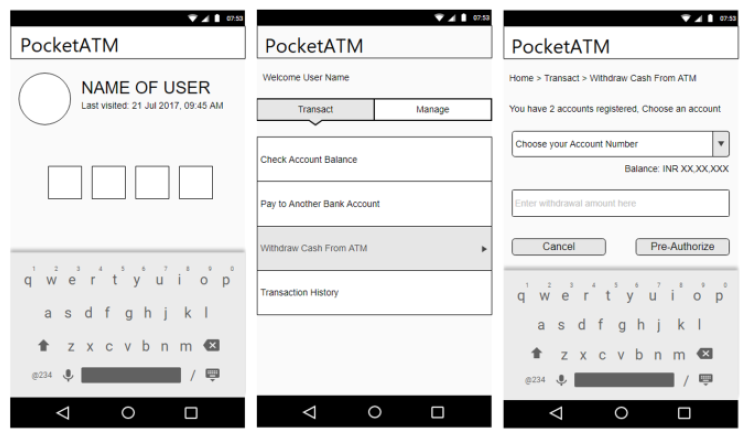 07:53
PocketATM
NAME OF USER
Last visited: 21 Jul 2017, 09:45 AM
1 2 3 4 5 6 7 8 9 0
q w e r t y u i o p
a s d f g h j k l
z x c v b n m
@234 /
07:53
PocketATM
Welcome User Name
Transact Manage
Check Account Balance
Pay to Another Bank Account
Withdraw Cash From ATM
Transaction History
07:53
PocketATM
Home > Transact > Withdraw Cash From ATM
You have 2 accounts registered, Choose an account
Choose your Account Number
Balance: INR XX,XX,XXX
Enter withdrawal amount here
Cancel Pre-Authorize
1 2 3 4 5 6 7 8 9 0
q w e r t y u i o p
a s d f g h j k l
z x c v b n m
@234 /